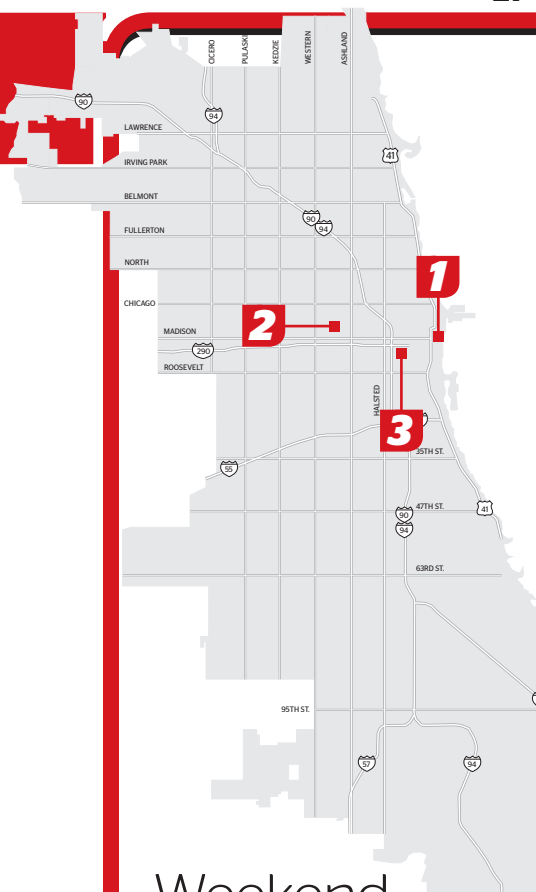 CICERO
PULASKI
KEDZIE
WESTERN
ASHLAND
90
94
LAWRENCE
41
IRVING PARK
BELMONT
90
94
FULLERTON
NORTH
1
CHICAGO
2
MADISON
290
ROOSEVELT
HALSTED
3
35TH ST.
55
47TH ST.
90
41
94
63RD ST.
95TH ST.
57
94
Weekend